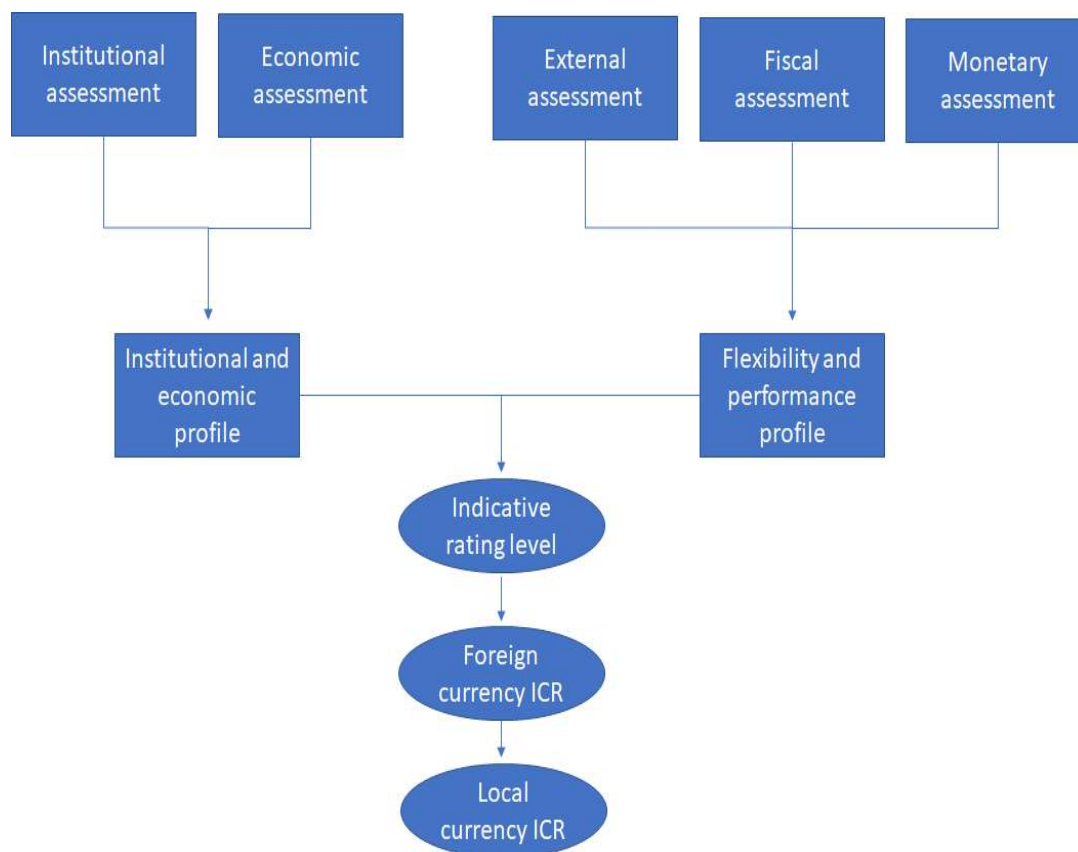 Institutional
assessment
Economic
assessment
External
assessment
Fiscal
assessment
Monetary
assessment
Institutional and
economic
profile
Flexibility and
performance
profile
Indicative
rating level
Foreign
currency ICR
Local
currency ICR